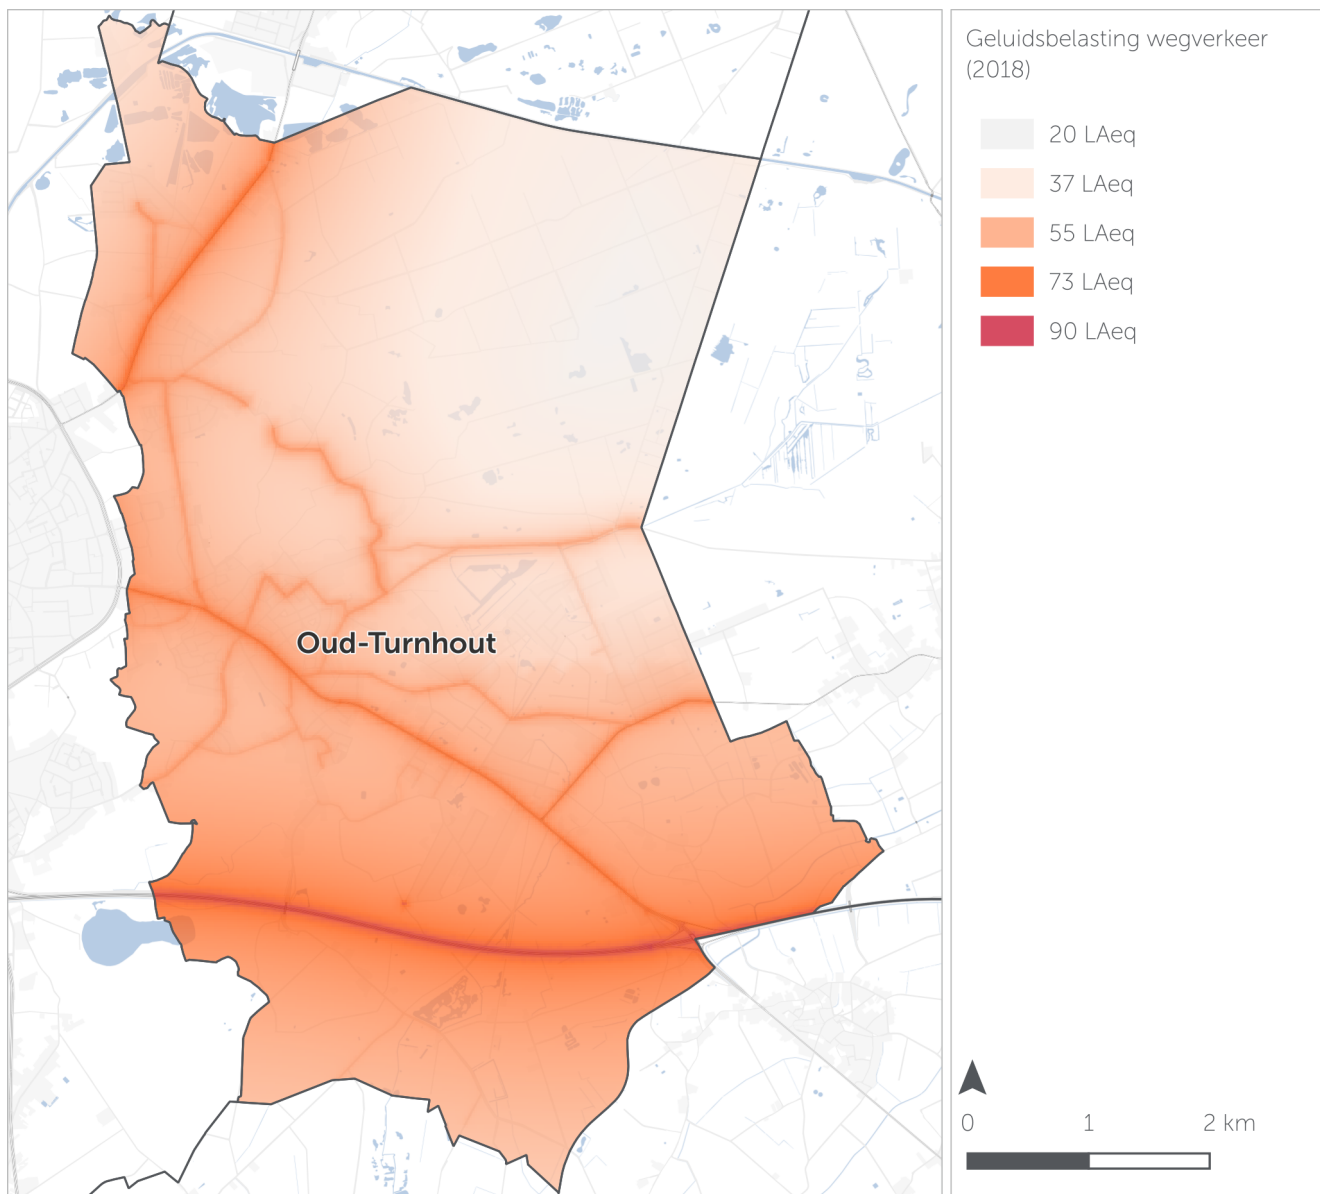 Geluidsbelasting wegverkeer
(2018)
20 LAeq
37 LAeq
55 LAeq
73 LAeq
90 LAeq
Oud-Turnhout
0 1 2 km